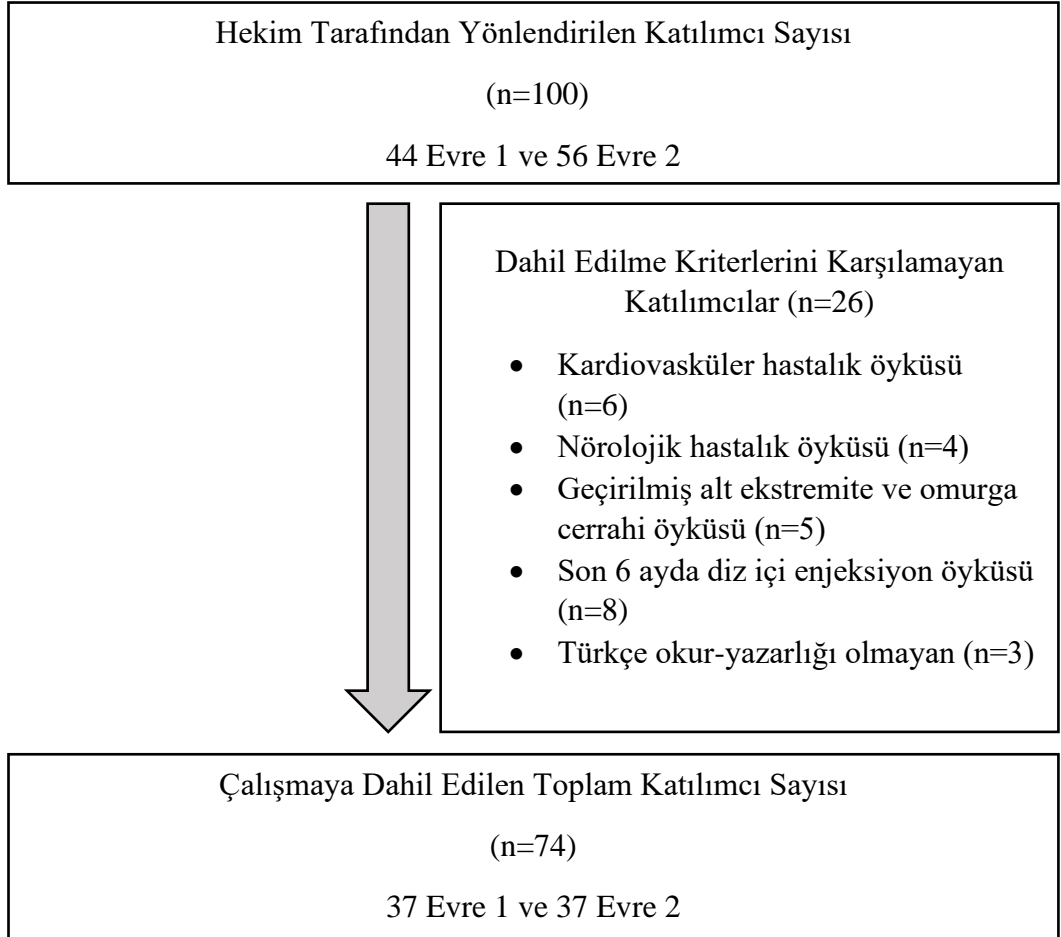 Hekim Tarafından Yönlendirilen Katılımcı Sayısı
(n=100)
44 Evre 1 ve 56 Evre 2
Dahil Edilme Kriterlerini Karşılamayan
Katılımcılar (n=26)
• Kardiovasküler hastalık öyküsü
(n=6)
• Nörolojik hastalık öyküsü (n=4)
• Geçirilmiş alt ekstremite ve omurga
cerrahi öyküsü (n=5)
• Son 6 ayda diz içi enjeksiyon öyküsü
(n=8)
• Türkçe okur-yazarlığı olmayan (n=3)
Çalışmaya Dahil Edilen Toplam Katılımcı Sayısı
(n=74)
37 Evre 1 ve 37 Evre 2